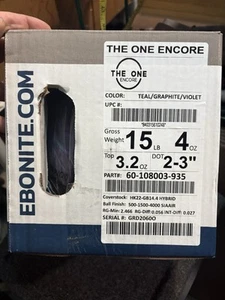 THE ONE ENCORE
THE ONE
ENCORE
COLOR: TEAL/GRAPHITE/VIOLET
UPC #:
Gross
Weight 15 LB 4 OZ
Top 3.2 OZ DOT 2-3"
PART# 60-108003-935
Coverstock: HK22-GB14.4 HYBRID
Ball Finish: 500-1500-4000 SIAAIR
RG-Min: 2.466 RG-Diff: 0.056 INT-Diff: 0.027
SERIAL #: GRD2060O
EBONITE.COM